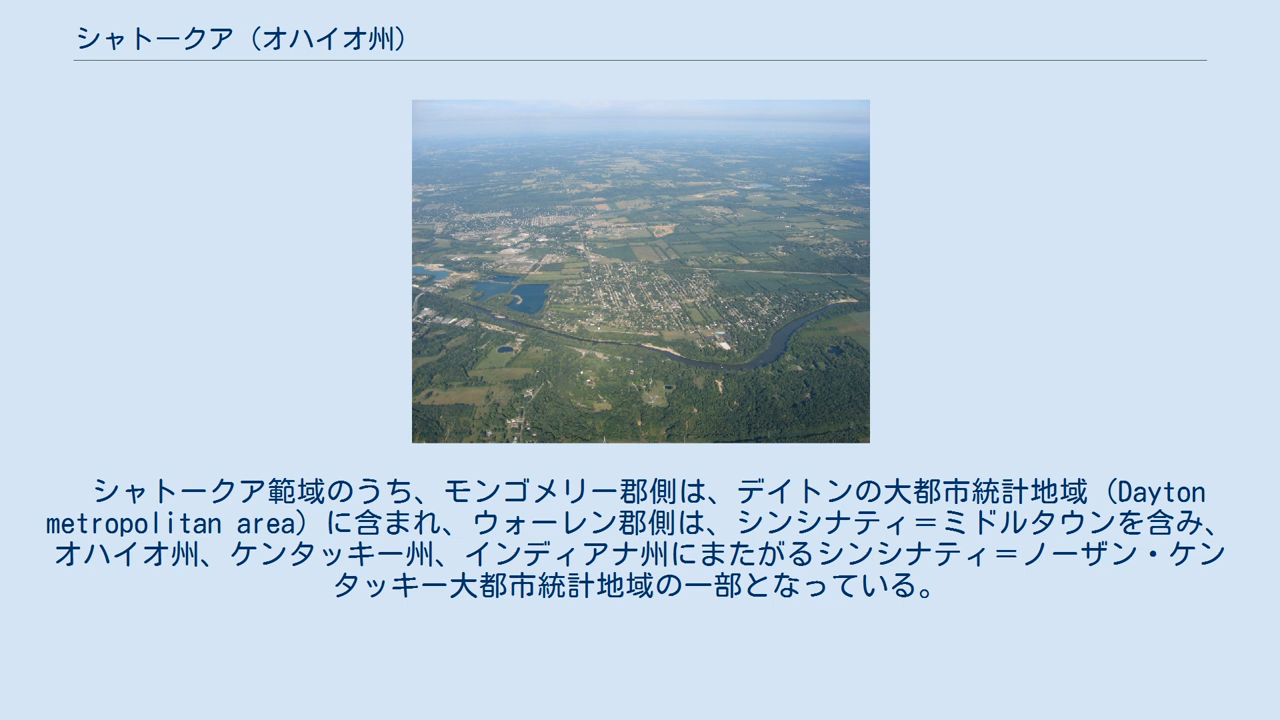 シャトークア（オハイオ州）
シャトークア範域のうち、モンゴメリー郡側は、デイトンの大都市統計地域（Dayton
metropolitan area）に含まれ、ウォーレン郡側は、シンシナティ＝ミドルタウンを含み、
オハイオ州、ケンタッキー州、インディアナ州にまたがるシンシナティ＝ノーザン・ケン
タッキー大都市統計地域の一部となっている。